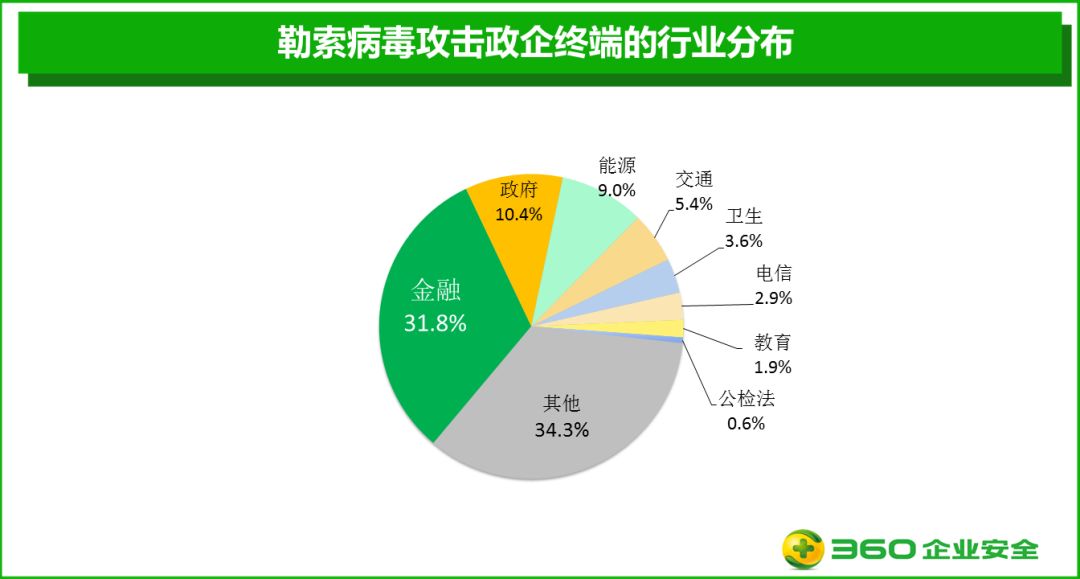 勒索病毒攻击政企终端的行业分布
能源
9.0%
政府
10.4%
交通
5.4%
卫生
3.6%
电信
2.9%
金融
31.8%
教育
1.9%
公检法
0.6%
其他
34.3%
360企业安全